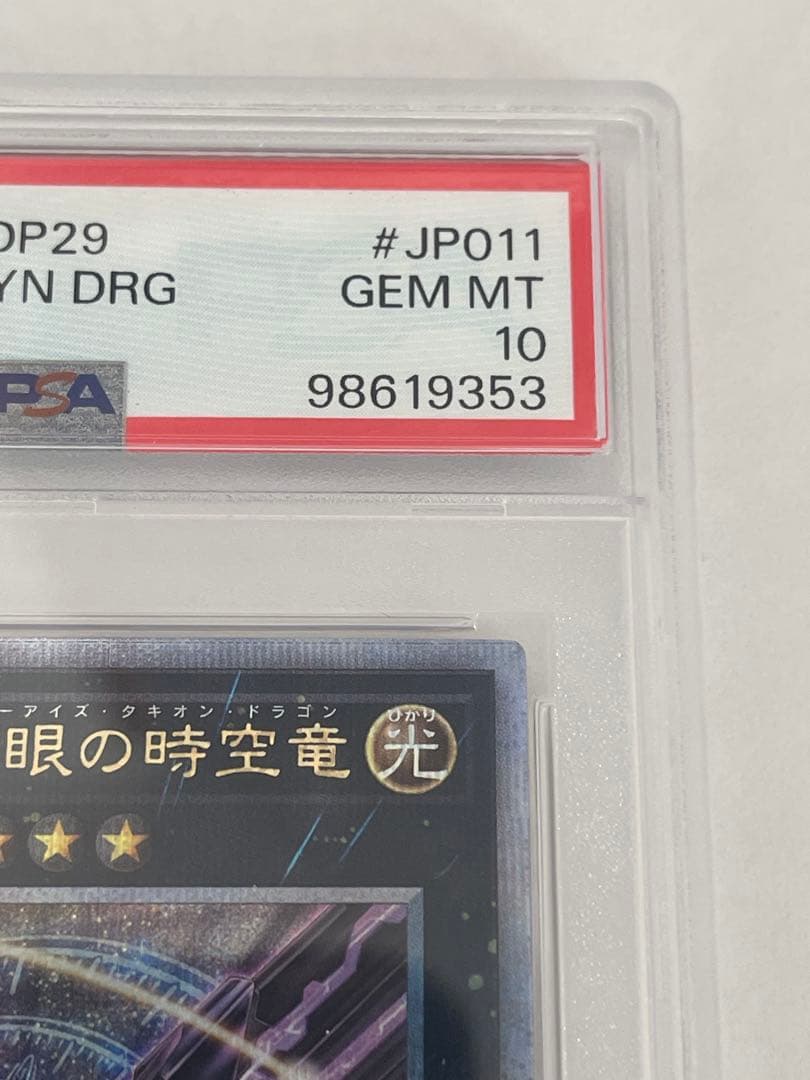 DP29 #JP011
YN DRG GEM MT
10
PSA 98619353
ーアイズ・タキオン・ドラゴン ひかり
眼の時空竜 光